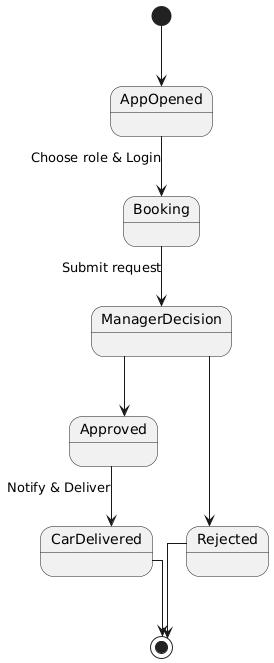 AppOpened
Choose role & Login
Booking
Submit request
ManagerDecision
Approved
Notify & Deliver
CarDelivered
Rejected